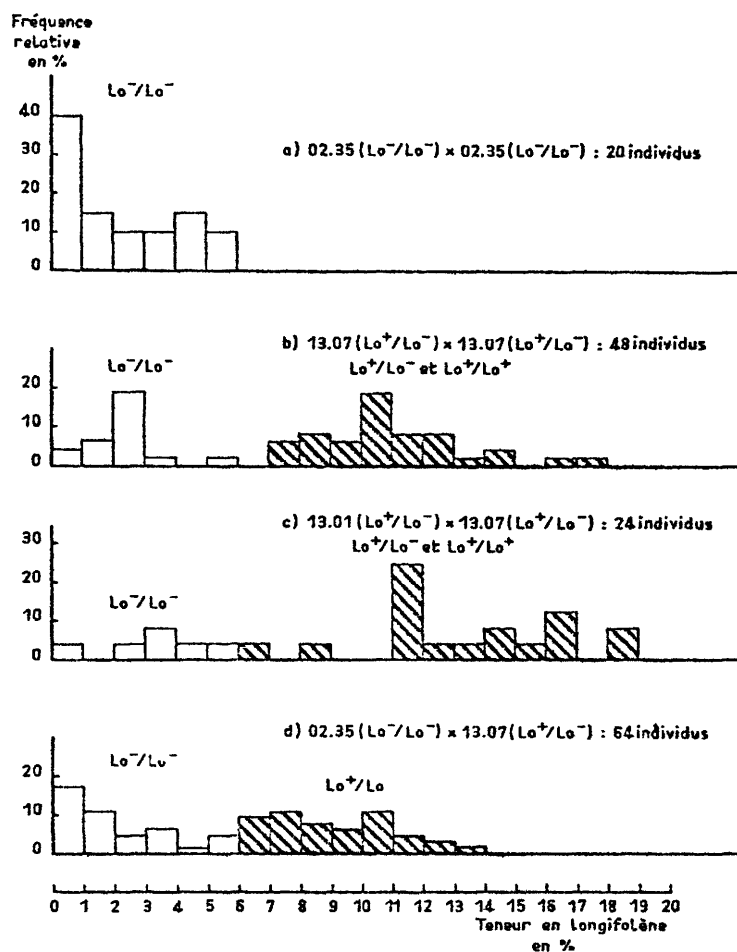 Fréquence
relative
en %
Lo⁻/Lo⁻
40
30
20
10
0
a) 02.35 (Lo⁻/Lo⁻) x 02.35 (Lo⁻/Lo⁻) : 20 individus
b) 13.07 (Lo⁺/Lo⁻) x 13.07 (Lo⁺/Lo⁻) : 48 individus
Lo⁻/Lo⁻
Lo⁺/Lo⁻ et Lo⁺/Lo⁺
20
10
0
c) 13.01 (Lo⁺/Lo⁻) x 13.07 (Lo⁺/Lo⁻) : 24 individus
Lo⁺/Lo⁻ et Lo⁺/Lo⁺
30
20
10
0
Lo⁻/Lo⁻
d) 02.35 (Lo⁻/Lo⁻) x 13.07 (Lo⁺/Lo⁻) : 64 individus
Lo⁻/Lo⁻
Lo⁺/Lo
20
10
0
0 1 2 3 4 5 6 7 8 9 10 11 12 13 14 15 16 17 18 19 20
Teneur en longifolène
en %